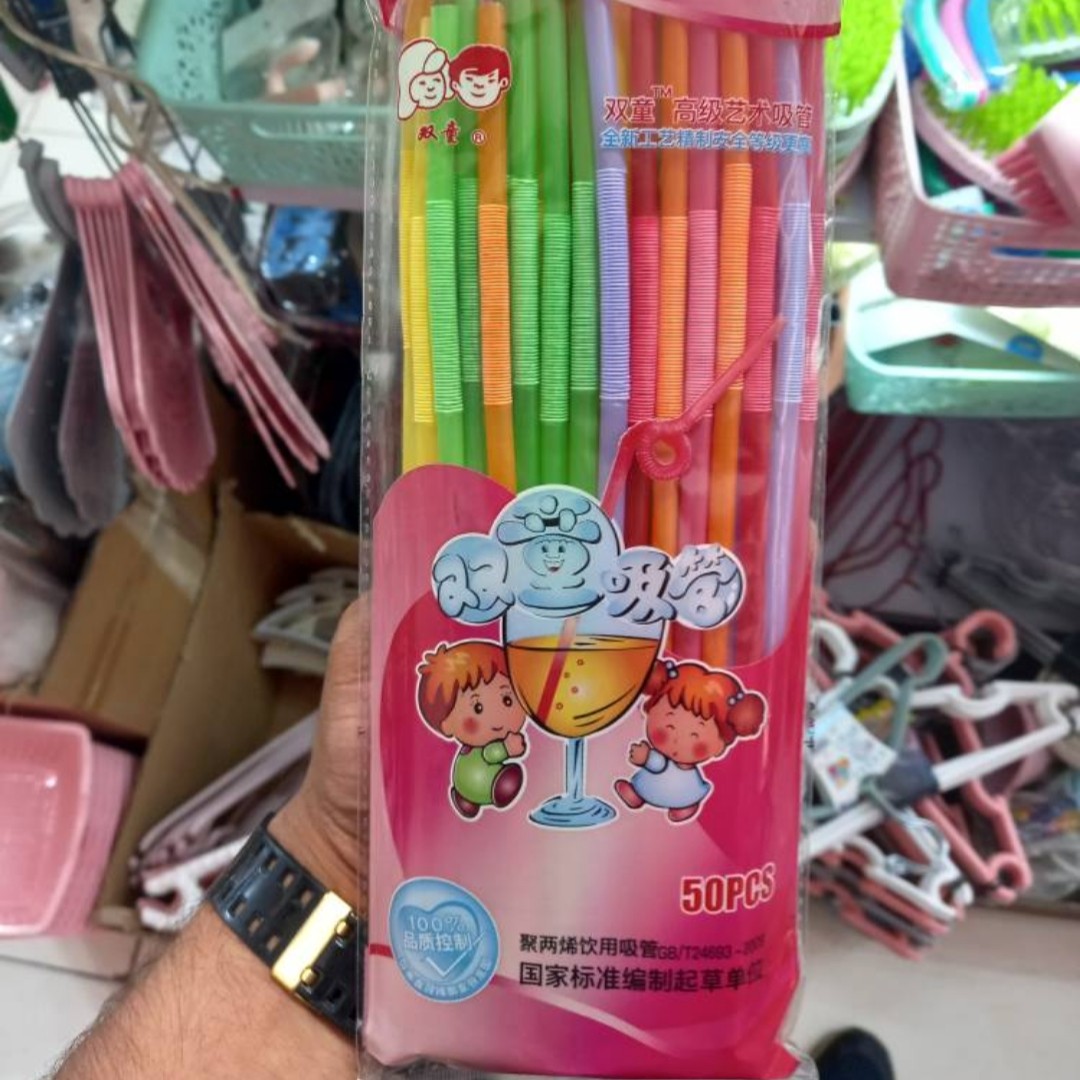 双童®
双童™高级艺术吸管
全新工艺精制安全等级更高
双童吸管
50PCS
100%
品质控制
聚丙烯饮用吸管GB/T24693-2009
国家标准编制起草单位